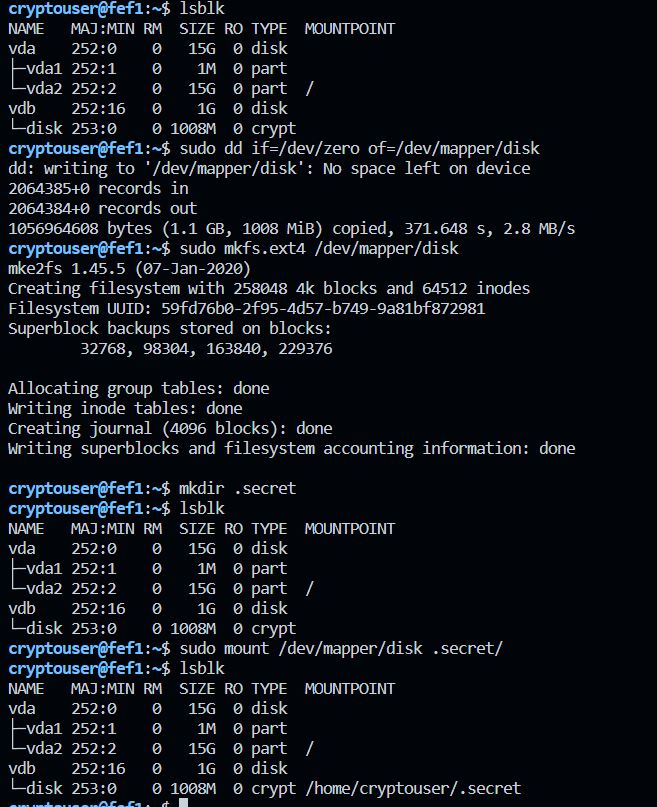 cryptouser@fef1:~$ lsblk
NAME   MAJ:MIN RM  SIZE RO TYPE  MOUNTPOINT
vda    252:0    0   15G  0 disk
├─vda1 252:1    0    1M  0 part
└─vda2 252:2    0   15G  0 part  /
vdb    252:16   0    1G  0 disk
└─disk 253:0    0 1008M  0 crypt
cryptouser@fef1:~$ sudo dd if=/dev/zero of=/dev/mapper/disk
dd: writing to '/dev/mapper/disk': No space left on device
2064385+0 records in
2064384+0 records out
1056964608 bytes (1.1 GB, 1008 MiB) copied, 371.648 s, 2.8 MB/s
cryptouser@fef1:~$ sudo mkfs.ext4 /dev/mapper/disk
mke2fs 1.45.5 (07-Jan-2020)
Creating filesystem with 258048 4k blocks and 64512 inodes
Filesystem UUID: 59fd76b0-2f95-4d57-b749-9a81bf872981
Superblock backups stored on blocks:
        32768, 98304, 163840, 229376

Allocating group tables: done
Writing inode tables: done
Creating journal (4096 blocks): done
Writing superblocks and filesystem accounting information: done

cryptouser@fef1:~$ mkdir .secret
cryptouser@fef1:~$ lsblk
NAME   MAJ:MIN RM  SIZE RO TYPE  MOUNTPOINT
vda    252:0    0   15G  0 disk
├─vda1 252:1    0    1M  0 part
└─vda2 252:2    0   15G  0 part  /
vdb    252:16   0    1G  0 disk
└─disk 253:0    0 1008M  0 crypt
cryptouser@fef1:~$ sudo mount /dev/mapper/disk .secret/
cryptouser@fef1:~$ lsblk
NAME   MAJ:MIN RM  SIZE RO TYPE  MOUNTPOINT
vda    252:0    0   15G  0 disk
├─vda1 252:1    0    1M  0 part
└─vda2 252:2    0   15G  0 part  /
vdb    252:16   0    1G  0 disk
└─disk 253:0    0 1008M  0 crypt /home/cryptouser/.secret
cryptouser@fef1:~$